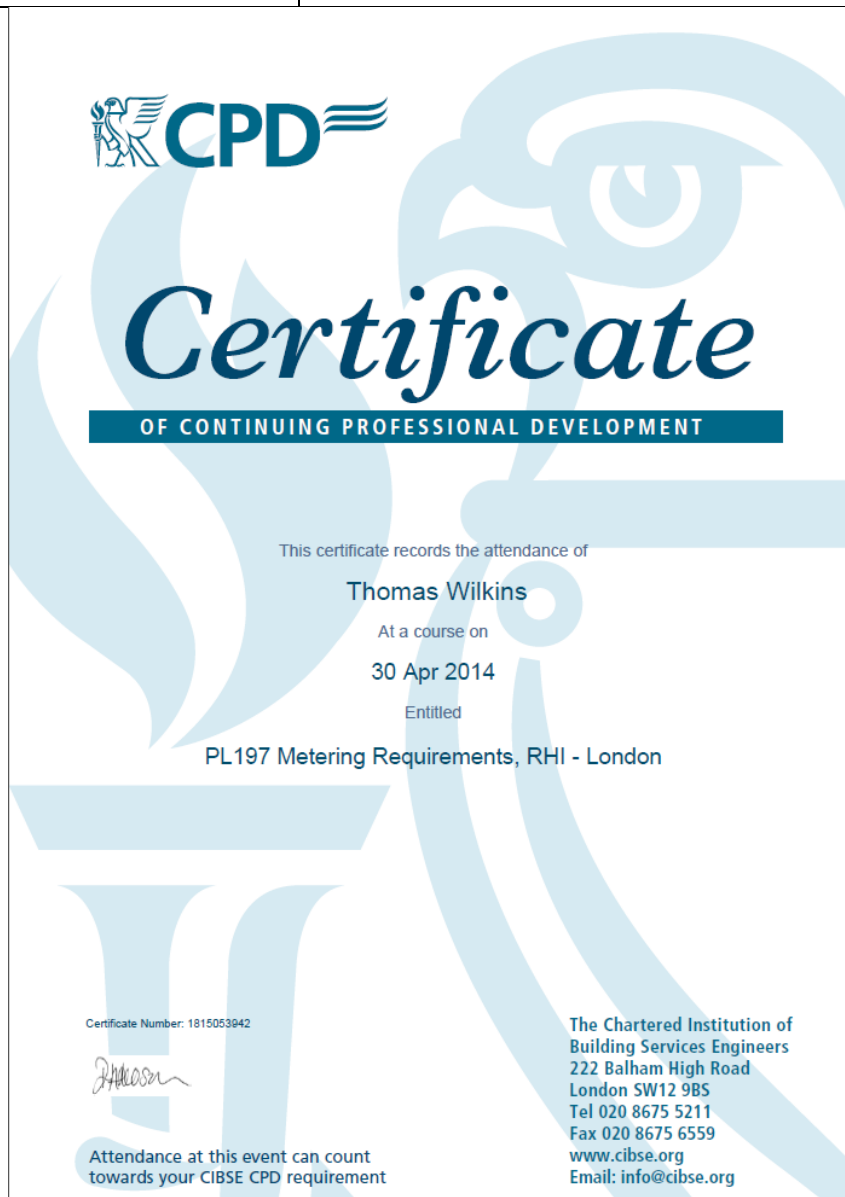 CPD
Certificate
OF CONTINUING PROFESSIONAL DEVELOPMENT
This certificate records the attendance of
Thomas Wilkins
At a course on
30 Apr 2014
Entitled
PL197 Metering Requirements, RHI - London
Certificate Number: 1815053942
Attendance at this event can count
towards your CIBSE CPD requirement
The Chartered Institution of
Building Services Engineers
222 Balham High Road
London SW12 9BS
Tel 020 8675 5211
Fax 020 8675 6559
www.cibse.org
Email: info@cibse.org